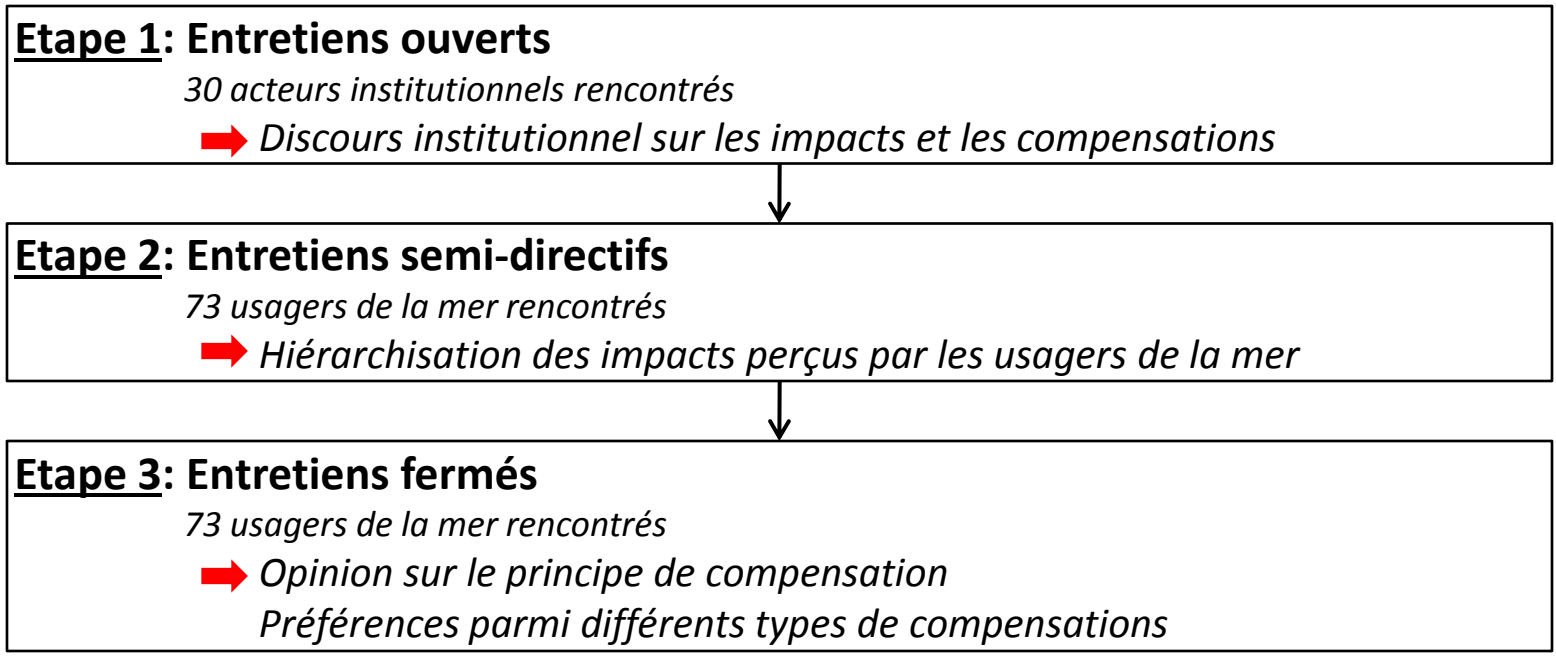 Etape 1: Entretiens ouverts
30 acteurs institutionnels rencontrés
Discours institutionnel sur les impacts et les compensations
Etape 2: Entretiens semi-directifs
73 usagers de la mer rencontrés
Hiérarchisation des impacts perçus par les usagers de la mer
Etape 3: Entretiens fermés
73 usagers de la mer rencontrés
Opinion sur le principe de compensation
Préférences parmi différents types de compensations